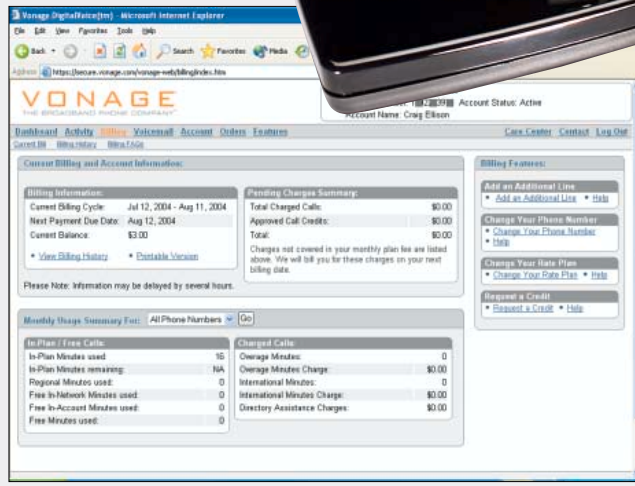 Vonage DigitalVoice(tm) - Microsoft Internet Explorer
File Edit View Favorites Tools Help
Back Search Favorites Media
Address https://secure.vonage.com/vonage-web/billing/index.htm
VONAGE
THE BROADBAND PHONE COMPANY
Account Status: Active
Account Name: Craig Ellison
Dashboard Activity Billing Voicemail Account Orders Features Care Center Contact Log Out
Current Bill Billing History Billing FAQs
Current Billing and Account Information:
Billing Information:
Current Billing Cycle: Jul 12, 2004 - Aug 11, 2004
Next Payment Due Date: Aug 12, 2004
Current Balance: $3.00
• View Billing History • Printable Version
Pending Charges Summary:
Total Charged Calls: $0.00
Approved Call Credits: $0.00
Total: $0.00
Charges not covered in your monthly plan fee are listed
above. We will bill you for these charges on your next
billing date.
Please Note: Information may be delayed by several hours.
Monthly Usage Summary For: All Phone Numbers Go
In-Plan / Free Calls:
In-Plan Minutes used: 16
In-Plan Minutes remaining: NA
Regional Minutes used: 0
Free In-Network Minutes used: 0
Free In-Account Minutes used: 0
Free Minutes used: 0
Charged Calls:
Overage Minutes: 0
Overage Minutes Charge: $0.00
International Minutes: 0
International Minutes Charge: $0.00
Directory Assistance Charges: $0.00
Billing Features:
Add an Additional Line
• Add an Additional Line • Help
Change Your Phone Number
• Change Your Phone Number
• Help
Change Your Rate Plan
• Change Your Rate Plan • Help
Request a Credit
• Request a Credit • Help